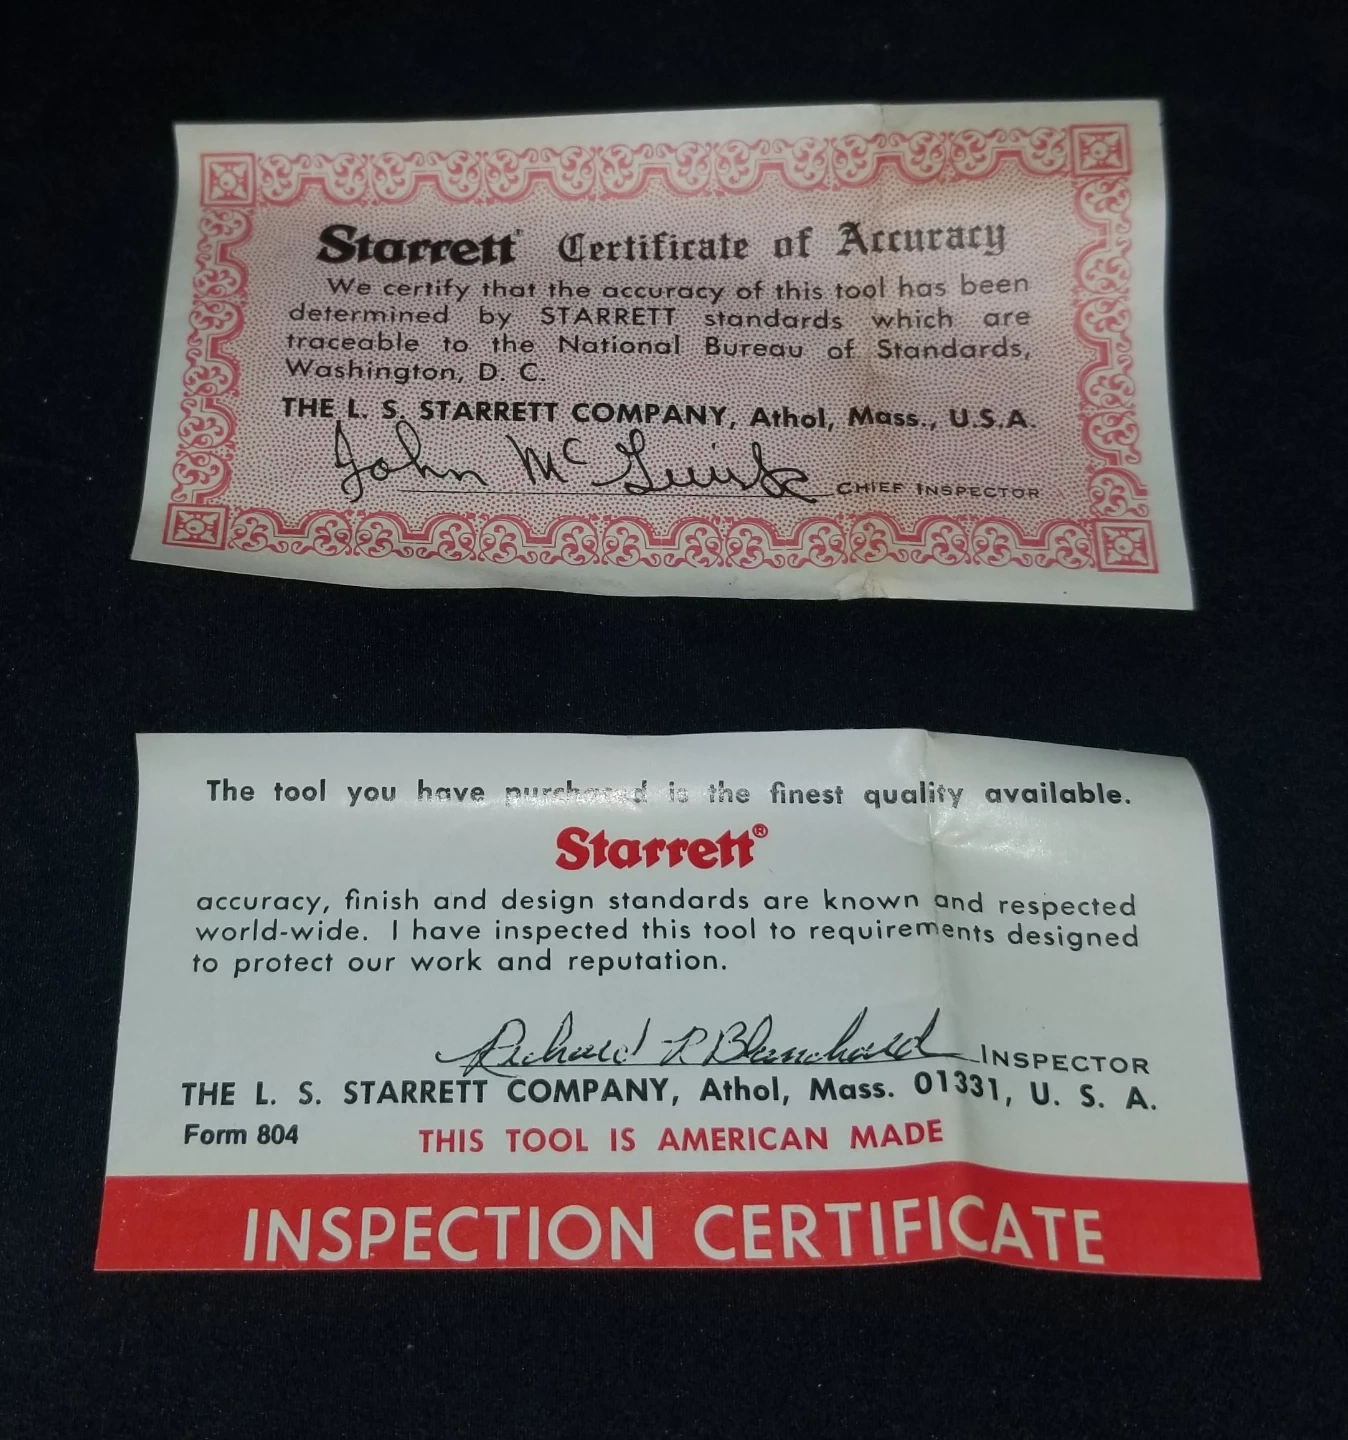 Starrett® Certificate of Accuracy
We certify that the accuracy of this tool has been
determined by STARRETT standards which are
traceable to the National Bureau of Standards,
Washington, D. C.
THE L. S. STARRETT COMPANY, Athol, Mass., U.S.A.
John McGuirk CHIEF INSPECTOR
The tool you have purchased is the finest quality available.
Starrett®
accuracy, finish and design standards are known and respected
world-wide. I have inspected this tool to requirements designed
to protect our work and reputation.
Richard P Blanchard INSPECTOR
THE L. S. STARRETT COMPANY, Athol, Mass. 01331, U. S. A.
Form 804 THIS TOOL IS AMERICAN MADE
INSPECTION CERTIFICATE